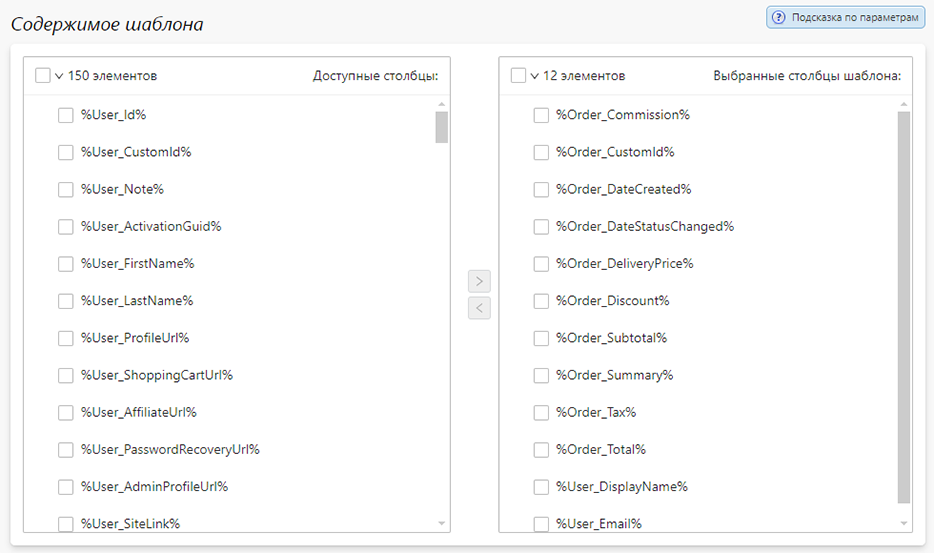 Содержимое шаблона
Подсказка по параметрам
150 элементов Доступные столбцы:
%User_Id%
%User_CustomId%
%User_Note%
%User_ActivationGuid%
%User_FirstName%
%User_LastName%
%User_ProfileUrl%
%User_ShoppingCartUrl%
%User_AffiliateUrl%
%User_PasswordRecoveryUrl%
%User_AdminProfileUrl%
%User_SiteLink%
12 элементов Выбранные столбцы шаблона:
%Order_Commission%
%Order_CustomId%
%Order_DateCreated%
%Order_DateStatusChanged%
%Order_DeliveryPrice%
%Order_Discount%
%Order_Subtotal%
%Order_Summary%
%Order_Tax%
%Order_Total%
%User_DisplayName%
%User_Email%